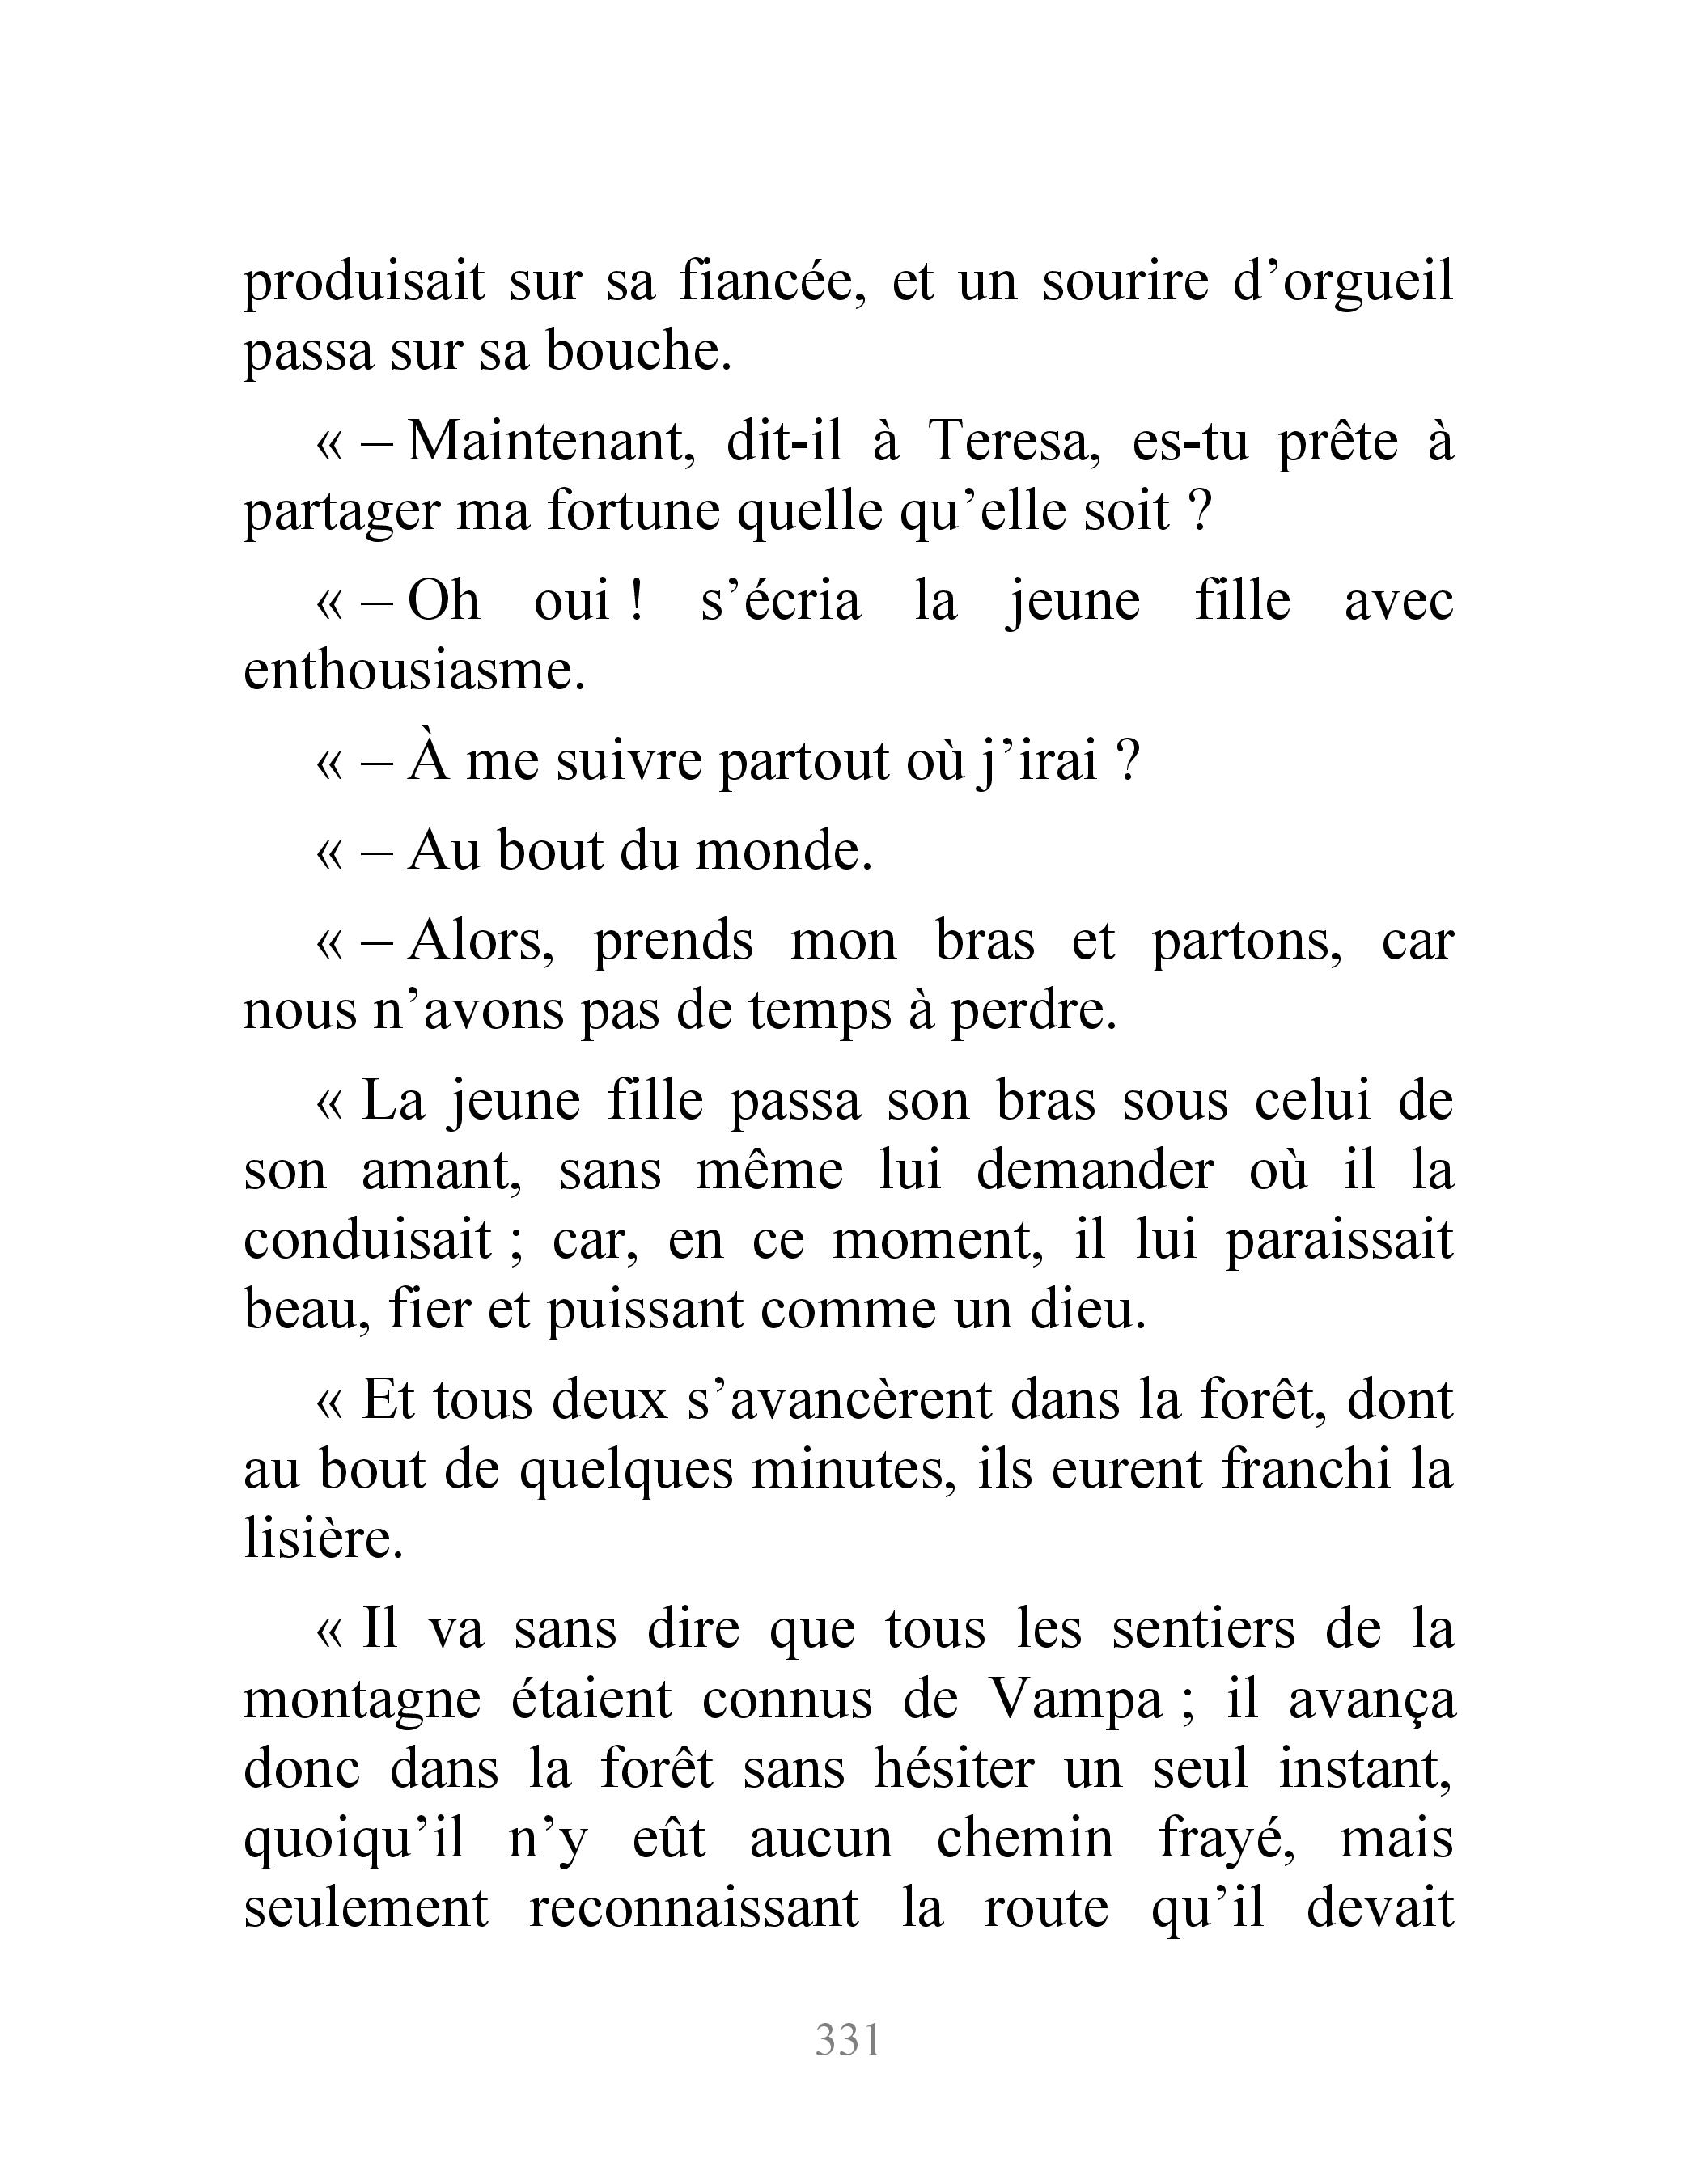 produisait sur sa fiancée, et un sourire d’orgueil
passa sur sa bouche.
« – Maintenant, dit-il à Teresa, es-tu prête à
partager ma fortune quelle qu’elle soit ?
« – Oh oui ! s’écria la jeune fille avec
enthousiasme.
« – À me suivre partout où j’irai ?
« – Au bout du monde.
« – Alors, prends mon bras et partons, car
nous n’avons pas de temps à perdre.
« La jeune fille passa son bras sous celui de
son amant, sans même lui demander où il la
conduisait ; car, en ce moment, il lui paraissait
beau, fier et puissant comme un dieu.
« Et tous deux s’avancèrent dans la forêt, dont
au bout de quelques minutes, ils eurent franchi la
lisière.
« Il va sans dire que tous les sentiers de la
montagne étaient connus de Vampa ; il avança
donc dans la forêt sans hésiter un seul instant,
quoiqu’il n’y eût aucun chemin frayé, mais
seulement reconnaissant la route qu’il devait
331